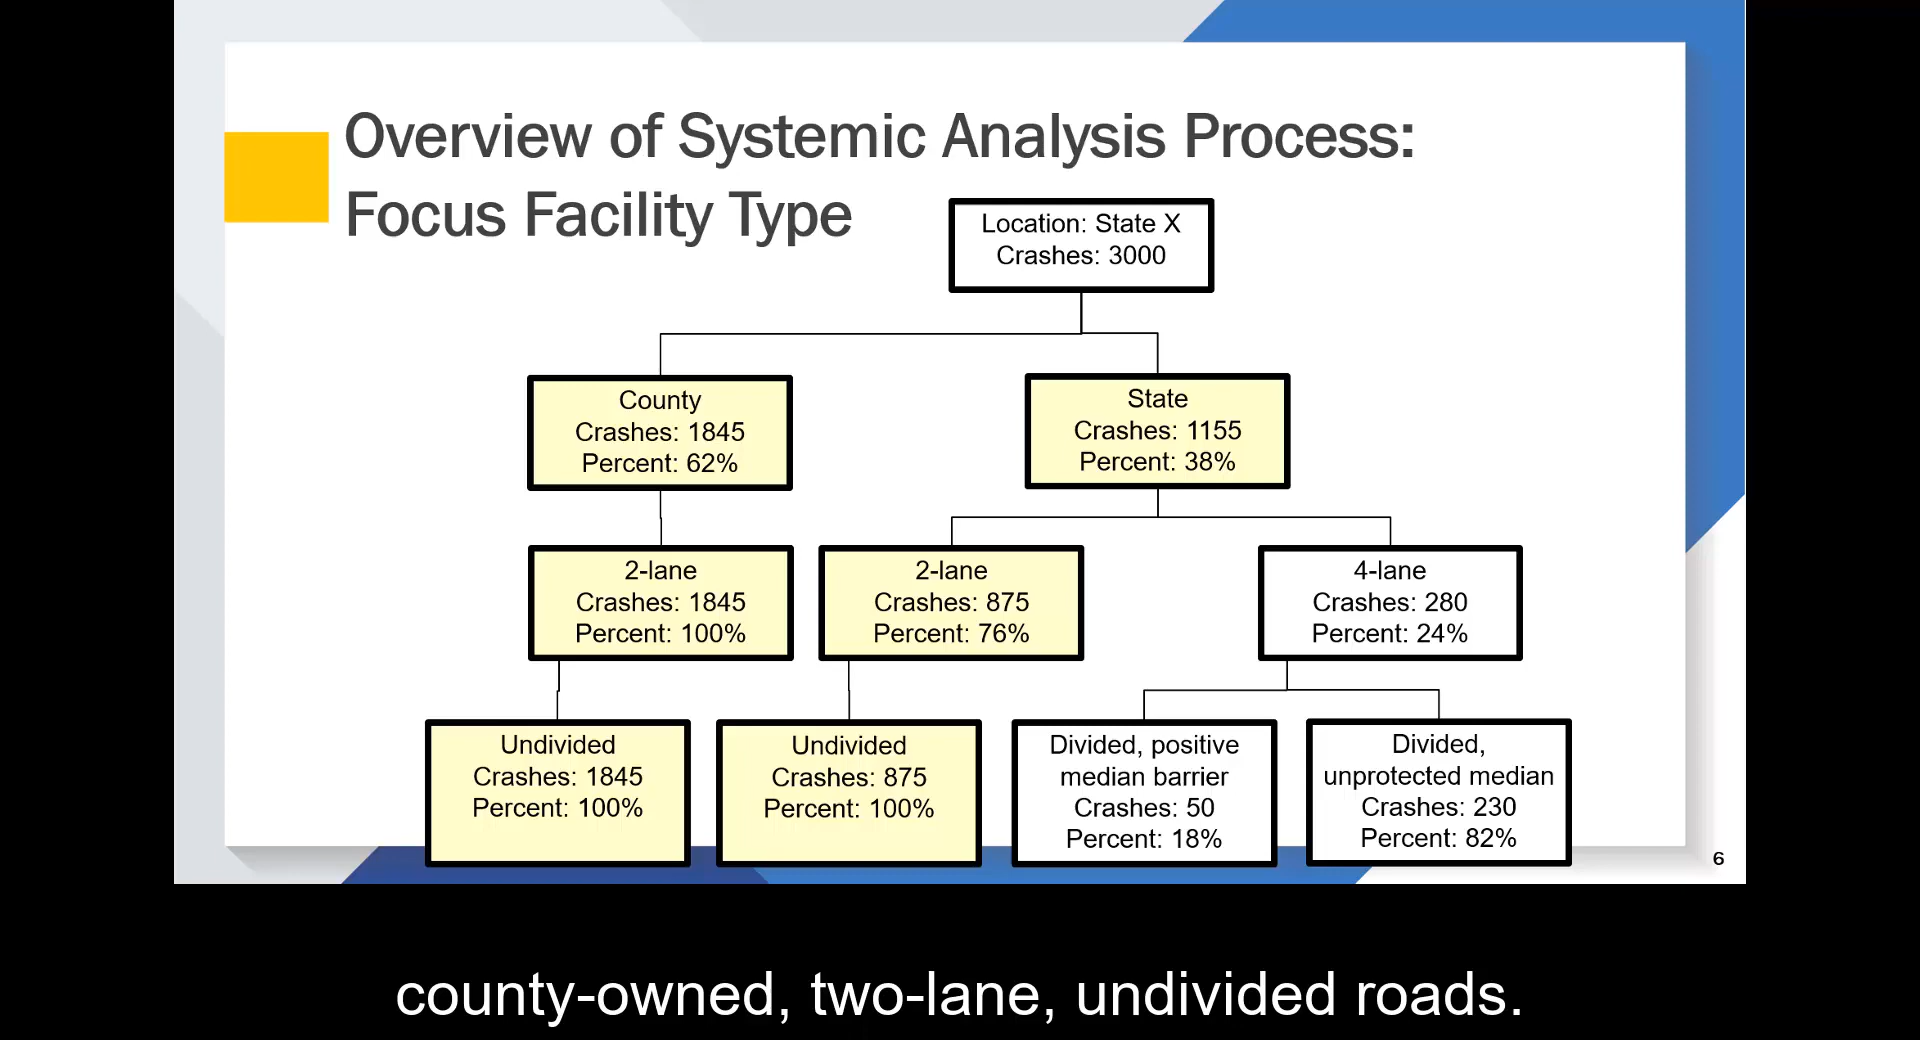 Overview of Systemic Analysis Process:
Focus Facility Type
Location: State X
Crashes: 3000
County
Crashes: 1845
Percent: 62%
State
Crashes: 1155
Percent: 38%
2-lane
Crashes: 1845
Percent: 100%
2-lane
Crashes: 875
Percent: 76%
4-lane
Crashes: 280
Percent: 24%
Undivided
Crashes: 1845
Percent: 100%
Undivided
Crashes: 875
Percent: 100%
Divided, positive
median barrier
Crashes: 50
Percent: 18%
Divided,
unprotected median
Crashes: 230
Percent: 82%
6
county-owned, two-lane, undivided roads.